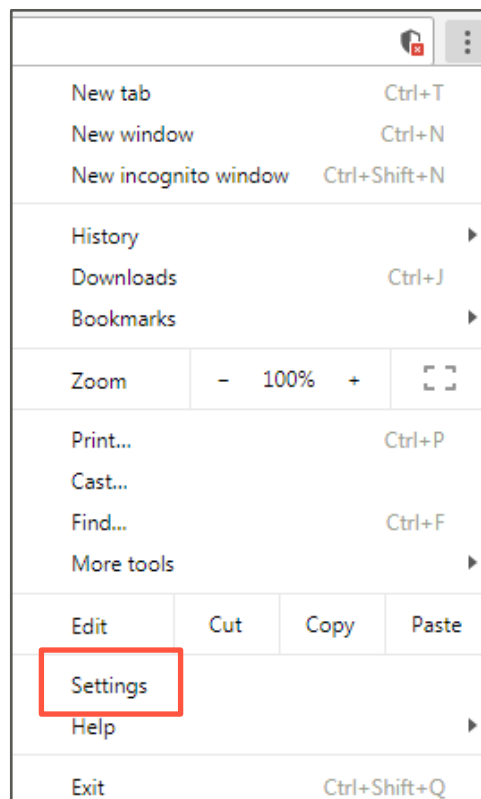 New tab Ctrl+T
New window Ctrl+N
New incognito window Ctrl+Shift+N
History
Downloads Ctrl+J
Bookmarks
Zoom - 100% +
Print... Ctrl+P
Cast...
Find... Ctrl+F
More tools
Edit Cut Copy Paste
Settings
Help
Exit Ctrl+Shift+Q